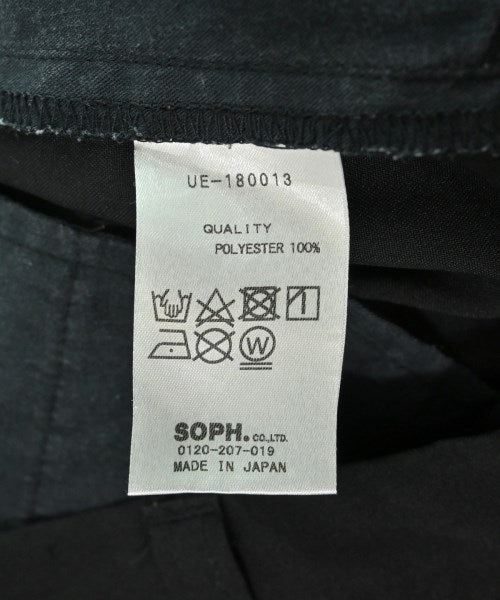 UE-180013
QUALITY
POLYESTER 100%
W
SOPH. CO.,LTD.
0120-207-019
MADE IN JAPAN